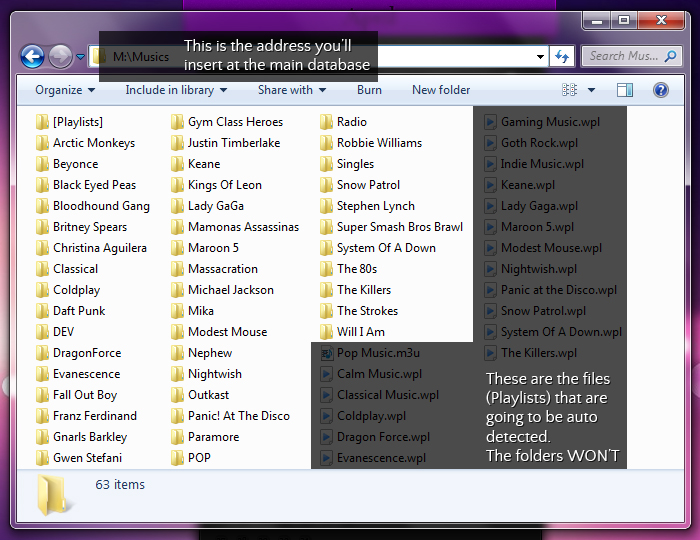 This is the address you'll
insert at the main database
M:\Musics
Search Mus...
Organize
Include in library
Share with
Burn
New folder
[Playlists]
Arctic Monkeys
Beyonce
Black Eyed Peas
Bloodhound Gang
Britney Spears
Christina Aguilera
Classical
Coldplay
Daft Punk
DEV
DragonForce
Evanescence
Fall Out Boy
Franz Ferdinand
Gnarls Barkley
Gwen Stefani
Gym Class Heroes
Justin Timberlake
Keane
Kings Of Leon
Lady GaGa
Mamonas Assassinas
Maroon 5
Massacration
Michael Jackson
Mika
Modest Mouse
Nephew
Nightwish
Outkast
Panic! At The Disco
Paramore
POP
Radio
Robbie Williams
Singles
Snow Patrol
Stephen Lynch
Super Smash Bros Brawl
System Of A Down
The 80s
The Killers
The Strokes
Will I Am
Pop Music.m3u
Calm Music.wpl
Classical Music.wpl
Coldplay.wpl
Dragon Force.wpl
Evanescence.wpl
Gaming Music.wpl
Goth Rock.wpl
Indie Music.wpl
Keane.wpl
Lady Gaga.wpl
Maroon 5.wpl
Modest Mouse.wpl
Nightwish.wpl
Panic at the Disco.wpl
Snow Patrol.wpl
System Of A Down.wpl
The Killers.wpl
These are the files
(Playlists) that are
going to be auto
detected.
The folders WON'T
63 items